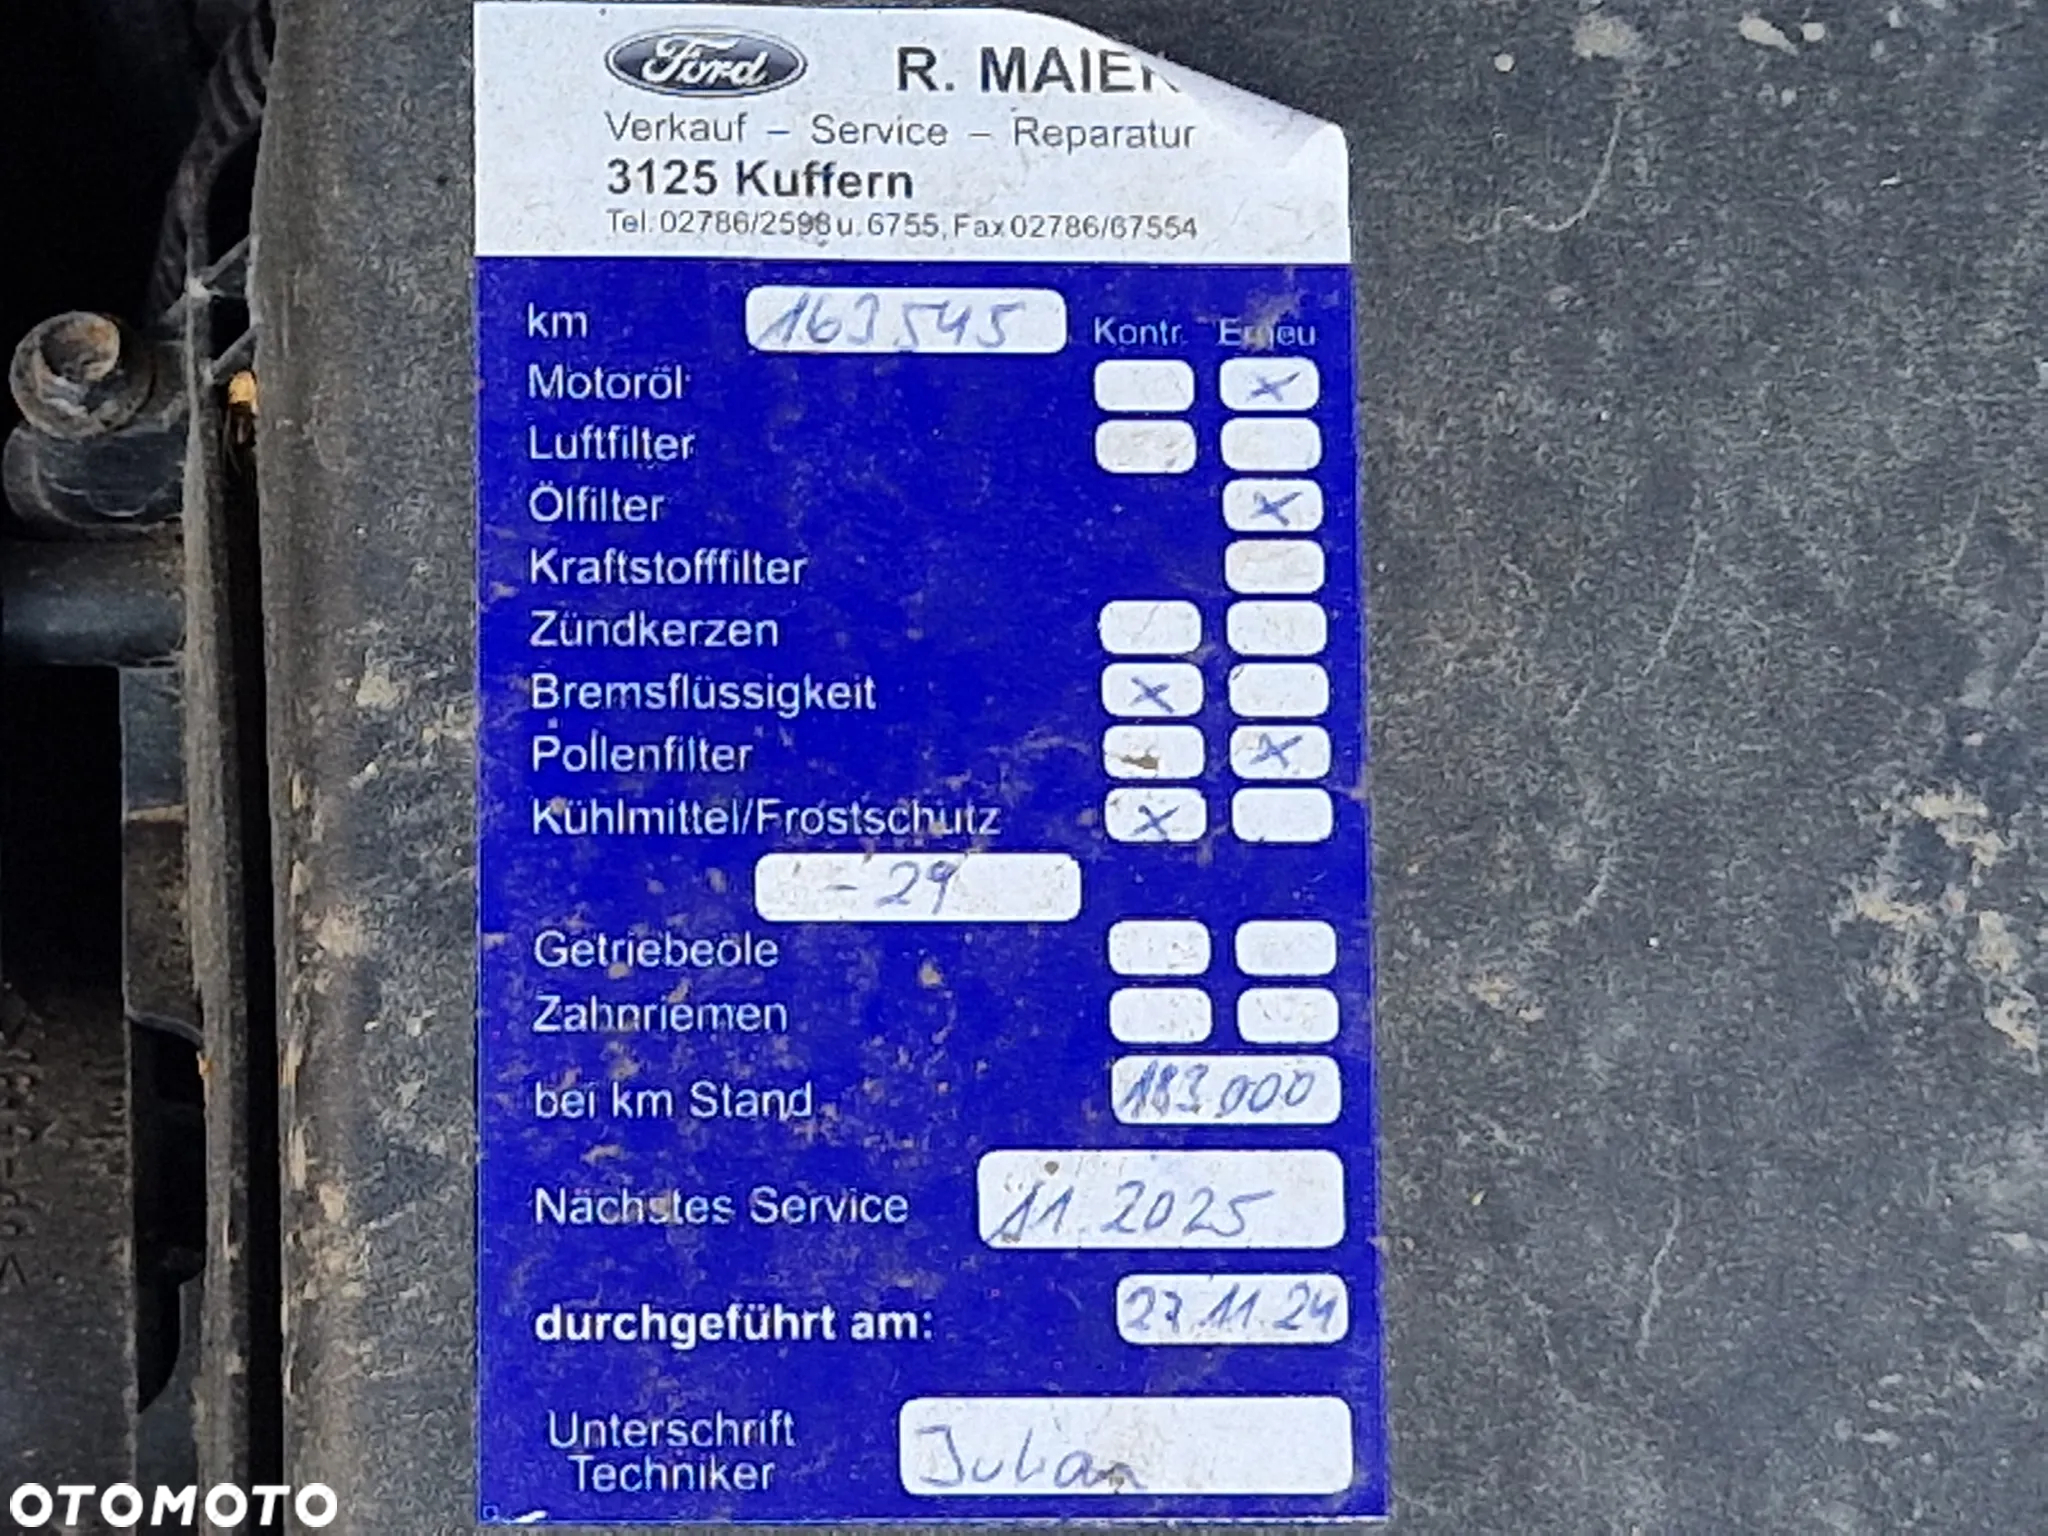 Ford R. MAIER
Verkauf – Service – Reparatur
3125 Kuffern
Tel. 02786/2598 u. 6755, Fax 02786/67554
km 163545 Kontr. Erneu
Motoröl x
Luftfilter
Ölfilter x
Kraftstofffilter
Zündkerzen
Bremsflüssigkeit x
Pollenfilter x
Kühlmittel/Frostschutz x
- 29
Getriebeöle
Zahnriemen
bei km Stand 183.000
Nächstes Service 11.2025
durchgeführt am: 27.11.24
Unterschrift
Techniker Julian
OTOMOTO